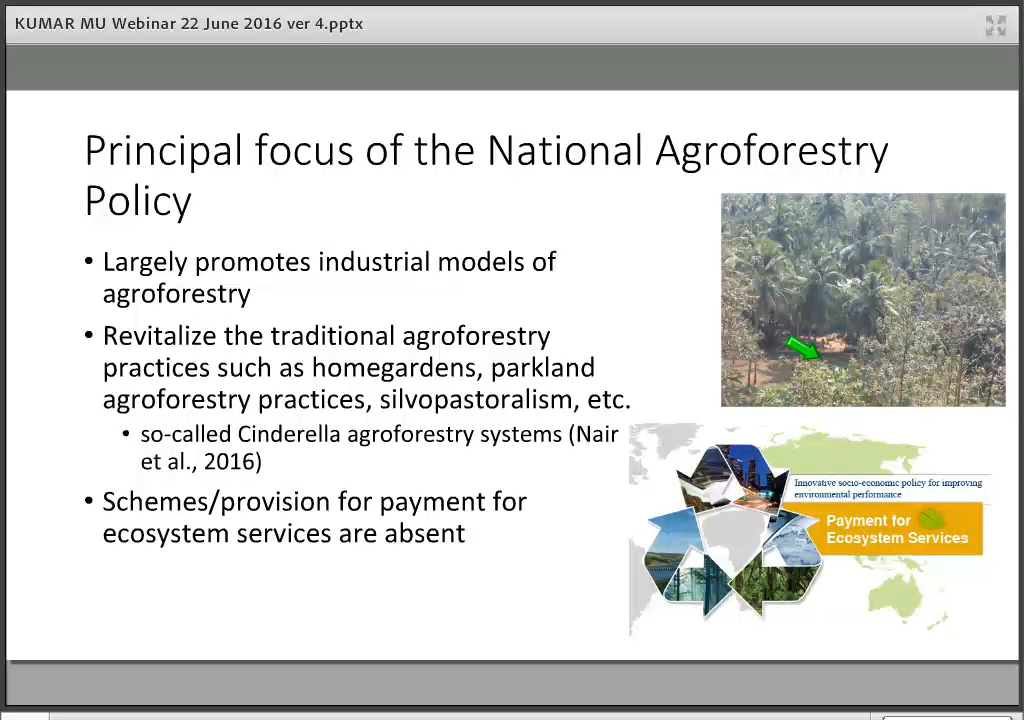 KUMAR MU Webinar 22 June 2016 ver 4.pptx
Principal focus of the National Agroforestry
Policy
• Largely promotes industrial models of
agroforestry
• Revitalize the traditional agroforestry
practices such as homegardens, parkland
agroforestry practices, silvopastoralism, etc.
• so-called Cinderella agroforestry systems (Nair
et al., 2016)
• Schemes/provision for payment for
ecosystem services are absent
Innovative socio-economic policy for improving
environmental performance
Payment for
Ecosystem Services